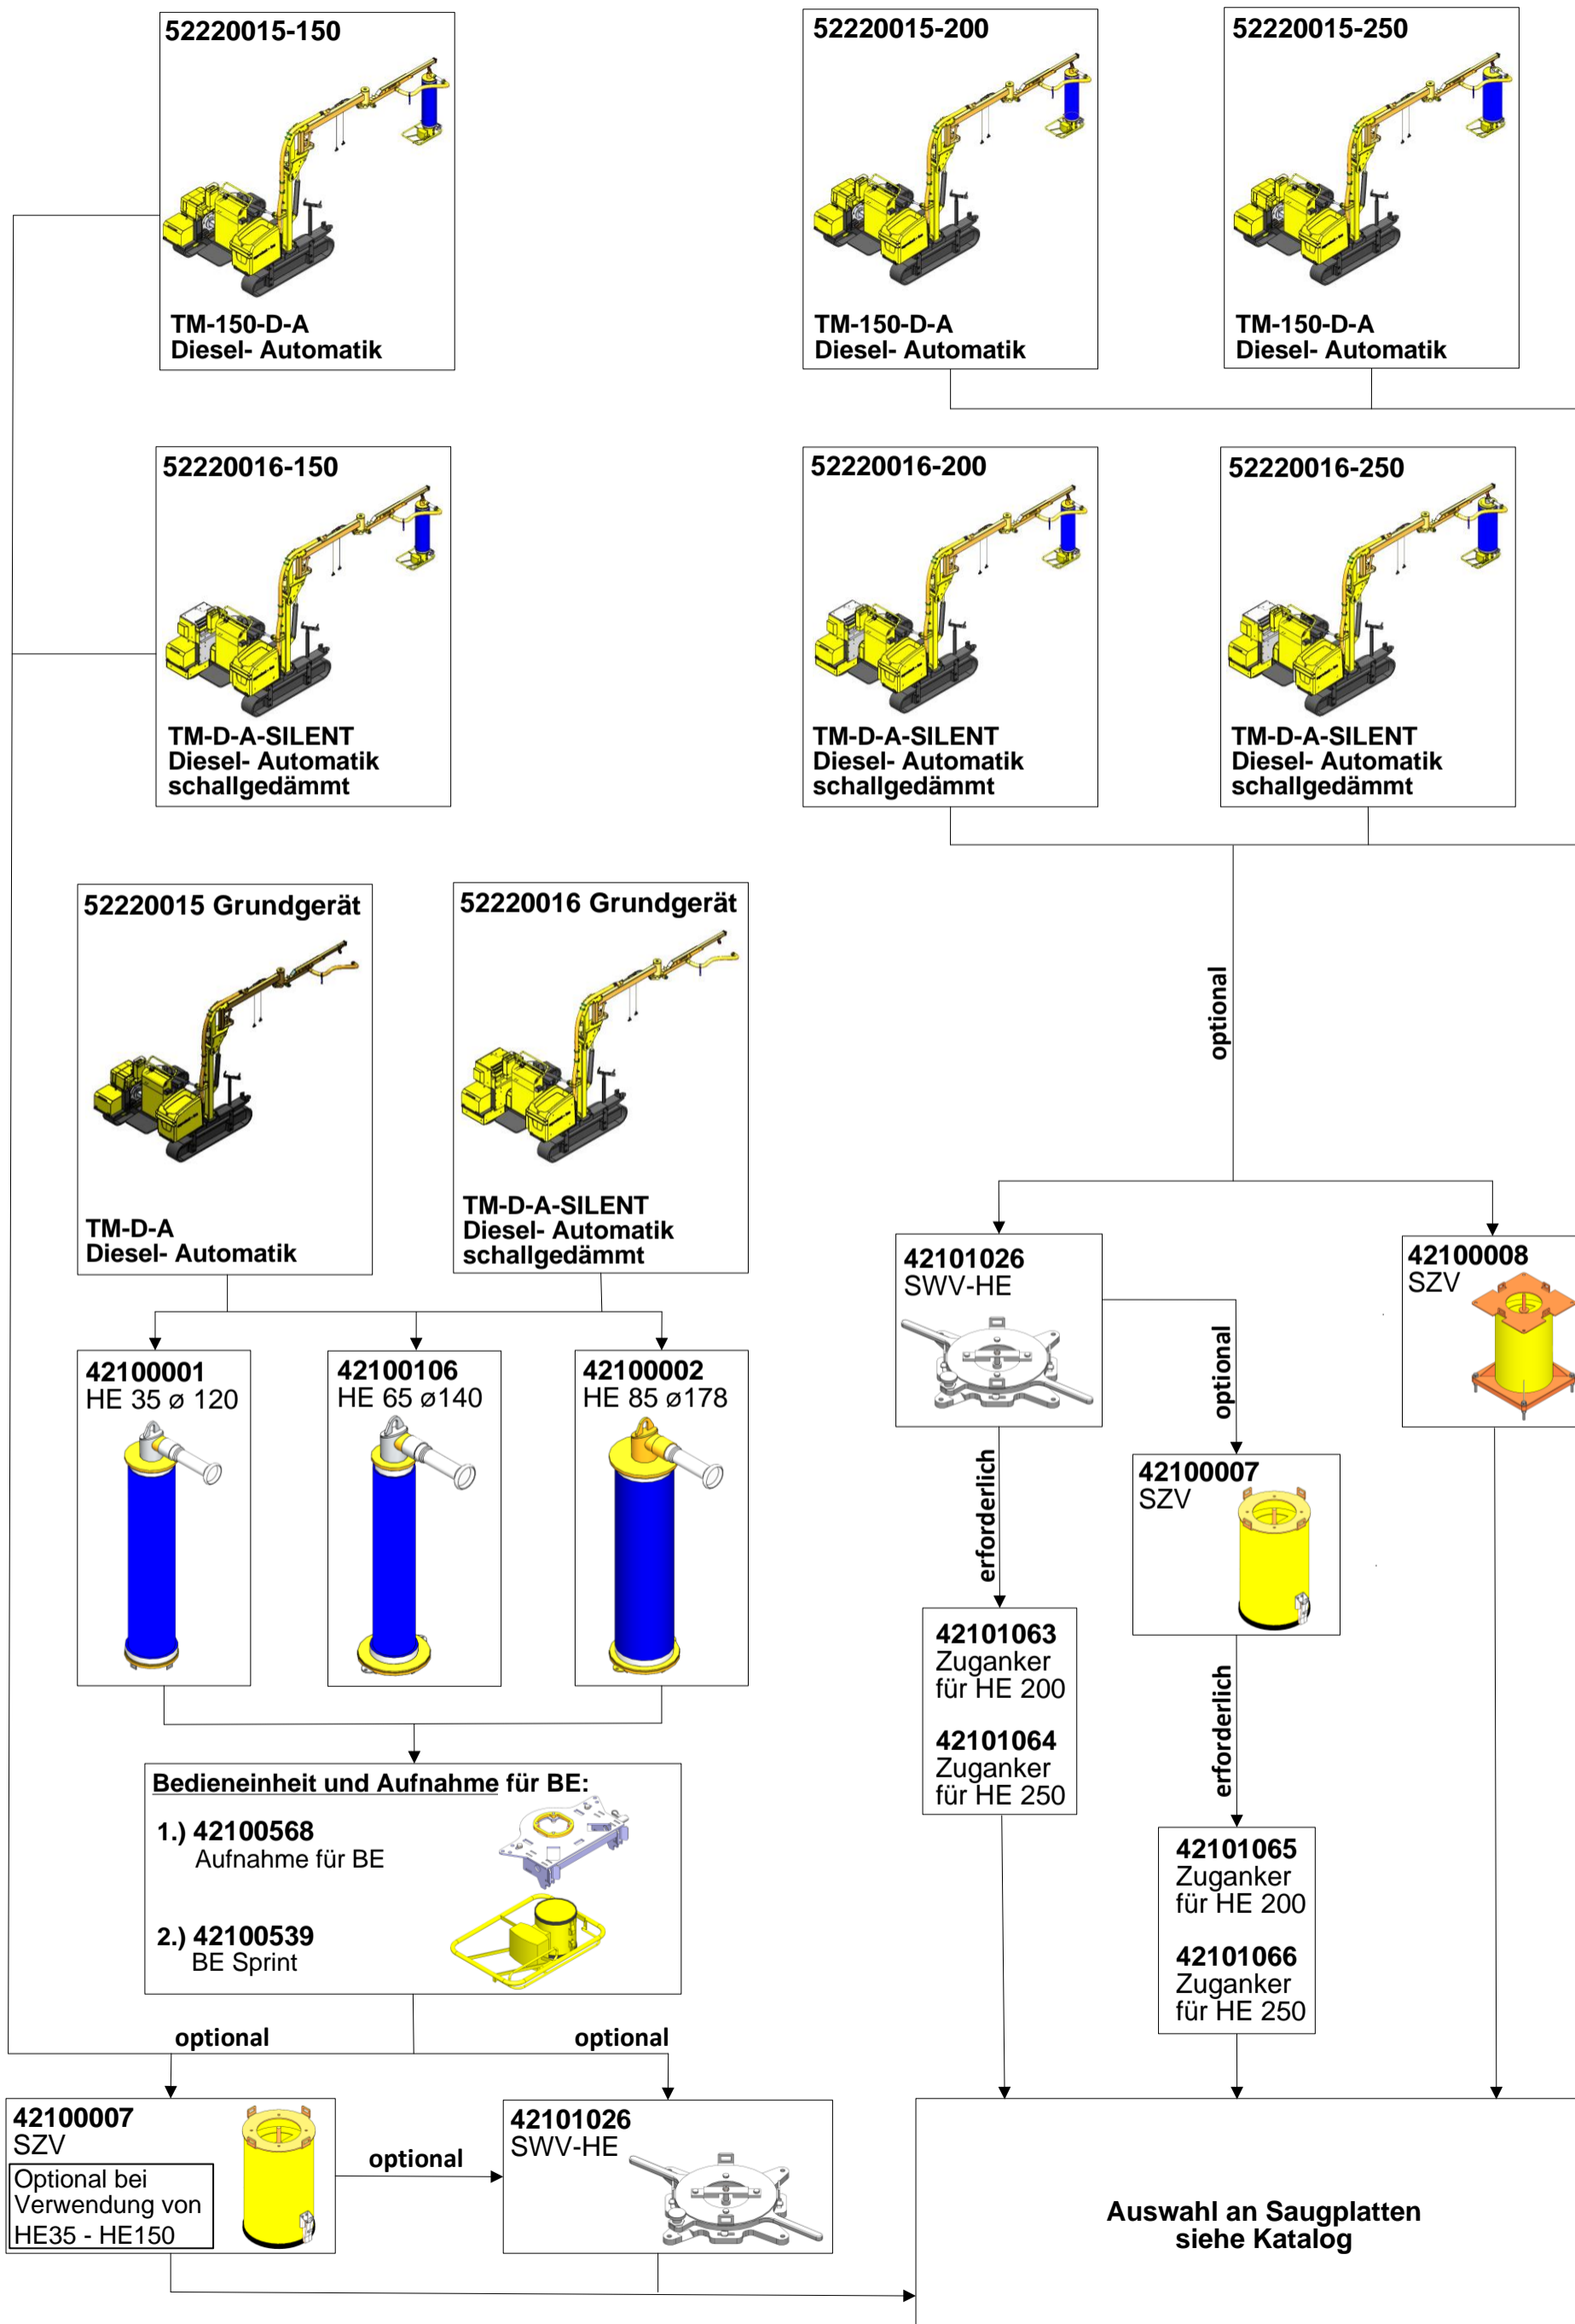 52220015-150
TM-150-D-A
Diesel- Automatik
52220015-200
TM-150-D-A
Diesel- Automatik
52220015-250
TM-150-D-A
Diesel- Automatik
52220016-150
TM-D-A-SILENT
Diesel- Automatik
schallgedämmt
52220016-200
TM-D-A-SILENT
Diesel- Automatik
schallgedämmt
52220016-250
TM-D-A-SILENT
Diesel- Automatik
schallgedämmt
52220015 Grundgerät
TM-D-A
Diesel- Automatik
52220016 Grundgerät
TM-D-A-SILENT
Diesel- Automatik
schallgedämmt
optional
42100001
HE 35 ø 120
42100106
HE 65 ø140
42100002
HE 85 ø178
42101026
SWV-HE
42100008
SZV
optional
erforderlich
42100007
SZV
42101063
Zuganker
für HE 200
42101064
Zuganker
für HE 250
erforderlich
42101065
Zuganker
für HE 200
42101066
Zuganker
für HE 250
Bedieneinheit und Aufnahme für BE:
1.) 42100568
Aufnahme für BE
2.) 42100539
BE Sprint
optional
optional
42100007
SZV
Optional bei
Verwendung von
HE35 - HE150
optional
42101026
SWV-HE
Auswahl an Saugplatten
siehe Katalog